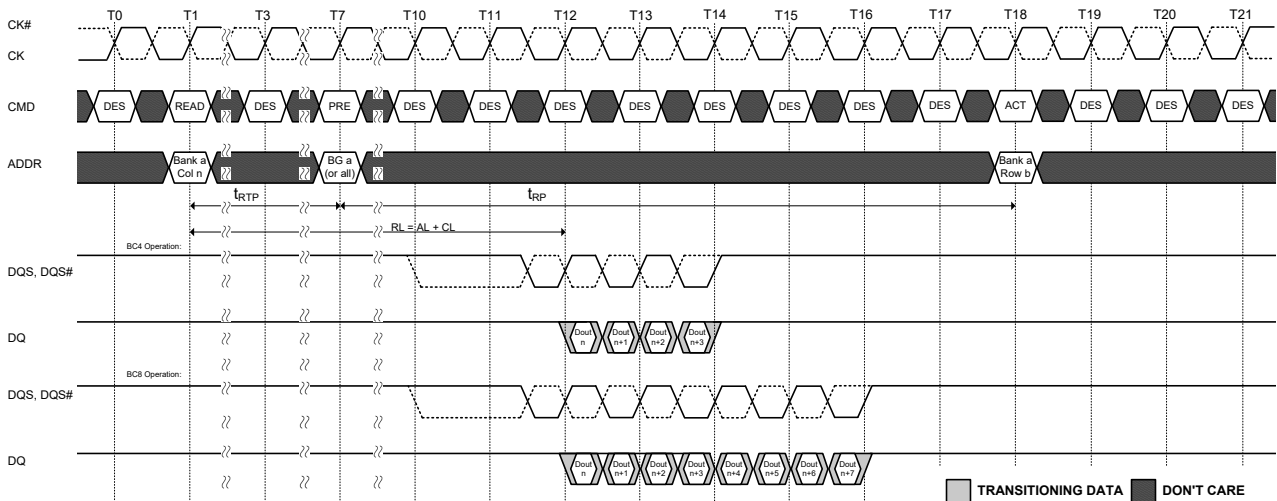 CK#
T0 T1 T3 T7 T10 T11 T12 T13 T14 T15 T16 T17 T18 T19 T20 T21
CK
CMD DES READ DES PRE DES DES DES DES DES DES DES DES ACT DES DES DES
ADDR
Bank a
Col n
BG a
(or all)
Bank a
Row b
tRTP
tRP
RL = AL + CL
BC4 Operation:
DQS, DQS#
DQ
Dout
n
Dout
n+1
Dout
n+2
Dout
n+3
BC8 Operation:
DQS, DQS#
DQ
Dout
n
Dout
n+1
Dout
n+2
Dout
n+3
Dout
n+4
Dout
n+5
Dout
n+6
Dout
n+7
TRANSITIONING DATA
DON'T CARE